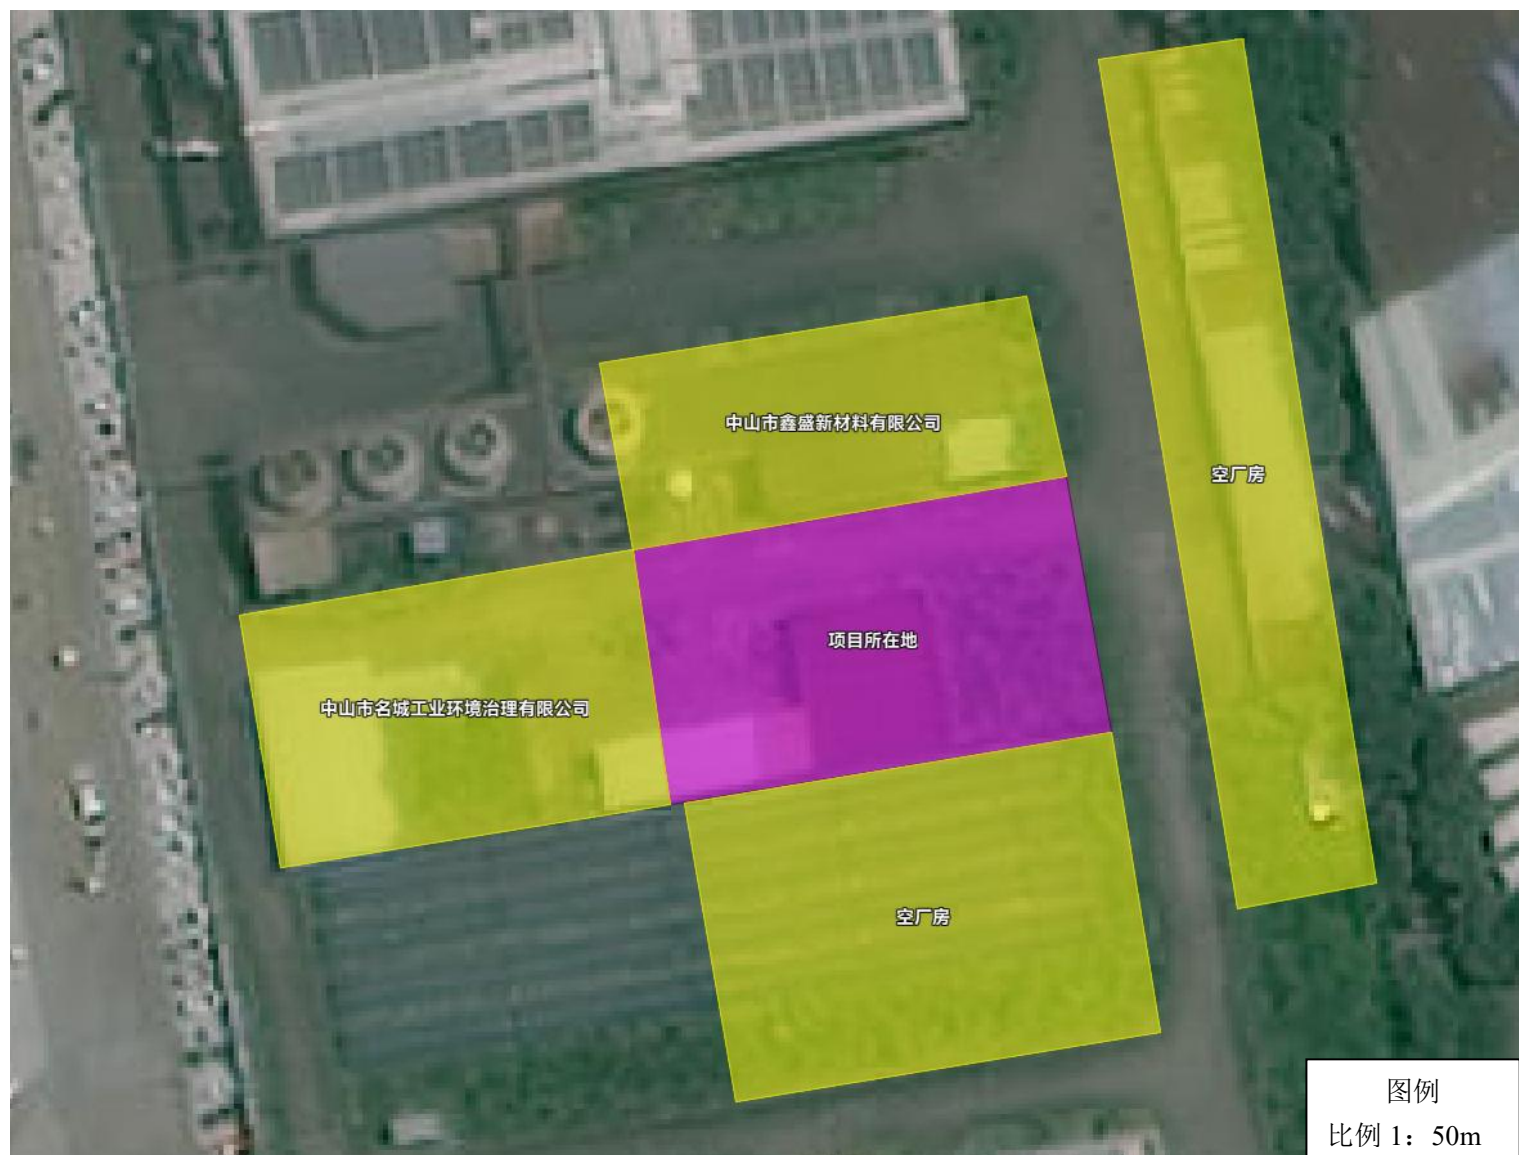 中山市鑫盛新材料有限公司
空厂房
项目所在地
中山市名城工业环境治理有限公司
空厂房
图例
比例 1：50m